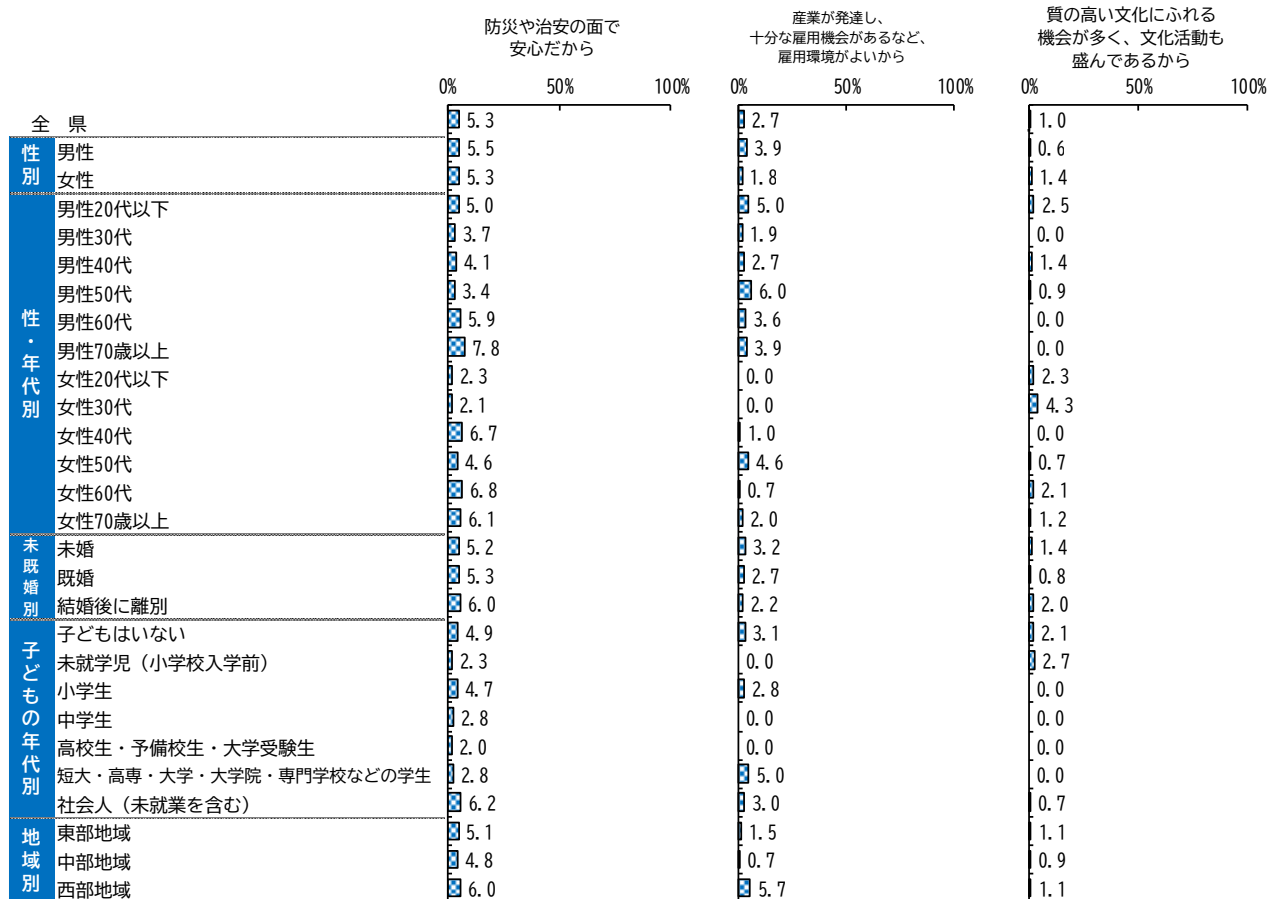 防災や治安の面で
安心だから
産業が発達し、
十分な雇用機会があるなど、
雇用環境がよいから
質の高い文化にふれる
機会が多く、文化活動も
盛んであるから
0% 50% 100% 0% 50% 100% 0% 50% 100%
全 県 5.3 2.7 1.0
性別
男性 5.5 3.9 0.6
女性 5.3 1.8 1.4
性・年代別
男性20代以下 5.0 5.0 2.5
男性30代 3.7 1.9 0.0
男性40代 4.1 2.7 1.4
男性50代 3.4 6.0 0.9
男性60代 5.9 3.6 0.0
男性70歳以上 7.8 3.9 0.0
女性20代以下 2.3 0.0 2.3
女性30代 2.1 0.0 4.3
女性40代 6.7 1.0 0.0
女性50代 4.6 4.6 0.7
女性60代 6.8 0.7 2.1
女性70歳以上 6.1 2.0 1.2
未既婚別
未婚 5.2 3.2 1.4
既婚 5.3 2.7 0.8
結婚後に離別 6.0 2.2 2.0
子どもの年代別
子どもはいない 4.9 3.1 2.1
未就学児（小学校入学前） 2.3 0.0 2.7
小学生 4.7 2.8 0.0
中学生 2.8 0.0 0.0
高校生・予備校生・大学受験生 2.0 0.0 0.0
短大・高専・大学・大学院・専門学校などの学生 2.8 5.0 0.0
社会人（未就業を含む） 6.2 3.0 0.7
地域別
東部地域 5.1 1.5 1.1
中部地域 4.8 0.7 0.9
西部地域 6.0 5.7 1.1